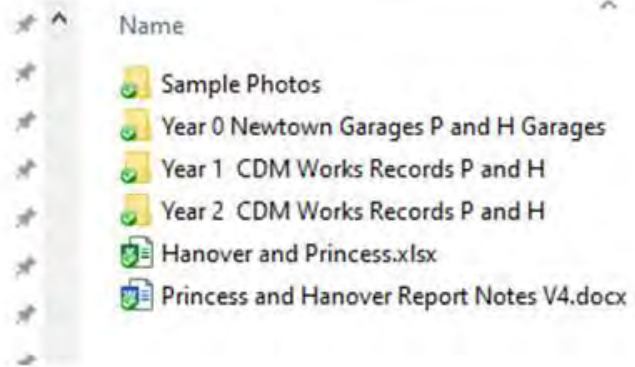 Name
Sample Photos
Year 0 Newtown Garages P and H Garages
Year 1  CDM Works Records P and H
Year 2  CDM Works Records P and H
Hanover and Princess.xlsx
Princess and Hanover Report Notes V4.docx